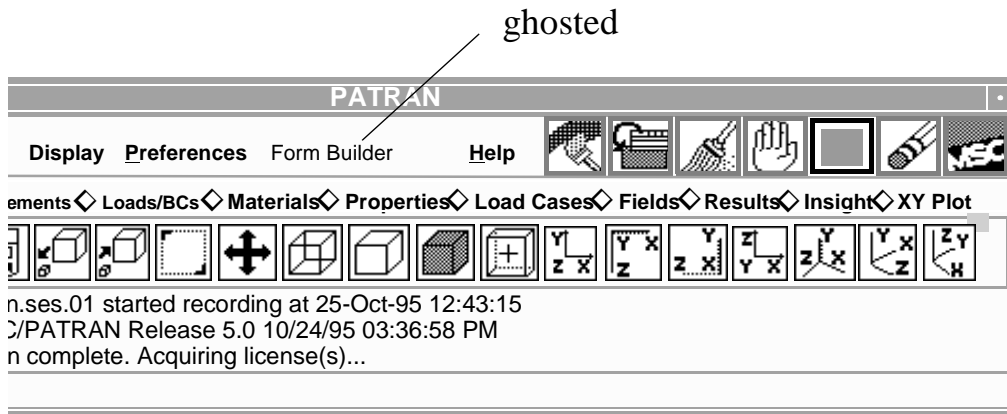 ghosted
PATRAN
Display Preferences Form Builder Help MSC
ements Loads/BCs Materials Properties Load Cases Fields Results Insight XY Plot
Y Z X Y X Z Y Z X Z Y X Y Z X Y X Z Z Y X
n.ses.01 started recording at 25-Oct-95 12:43:15
C/PATRAN Release 5.0 10/24/95 03:36:58 PM
n complete. Acquiring license(s)...